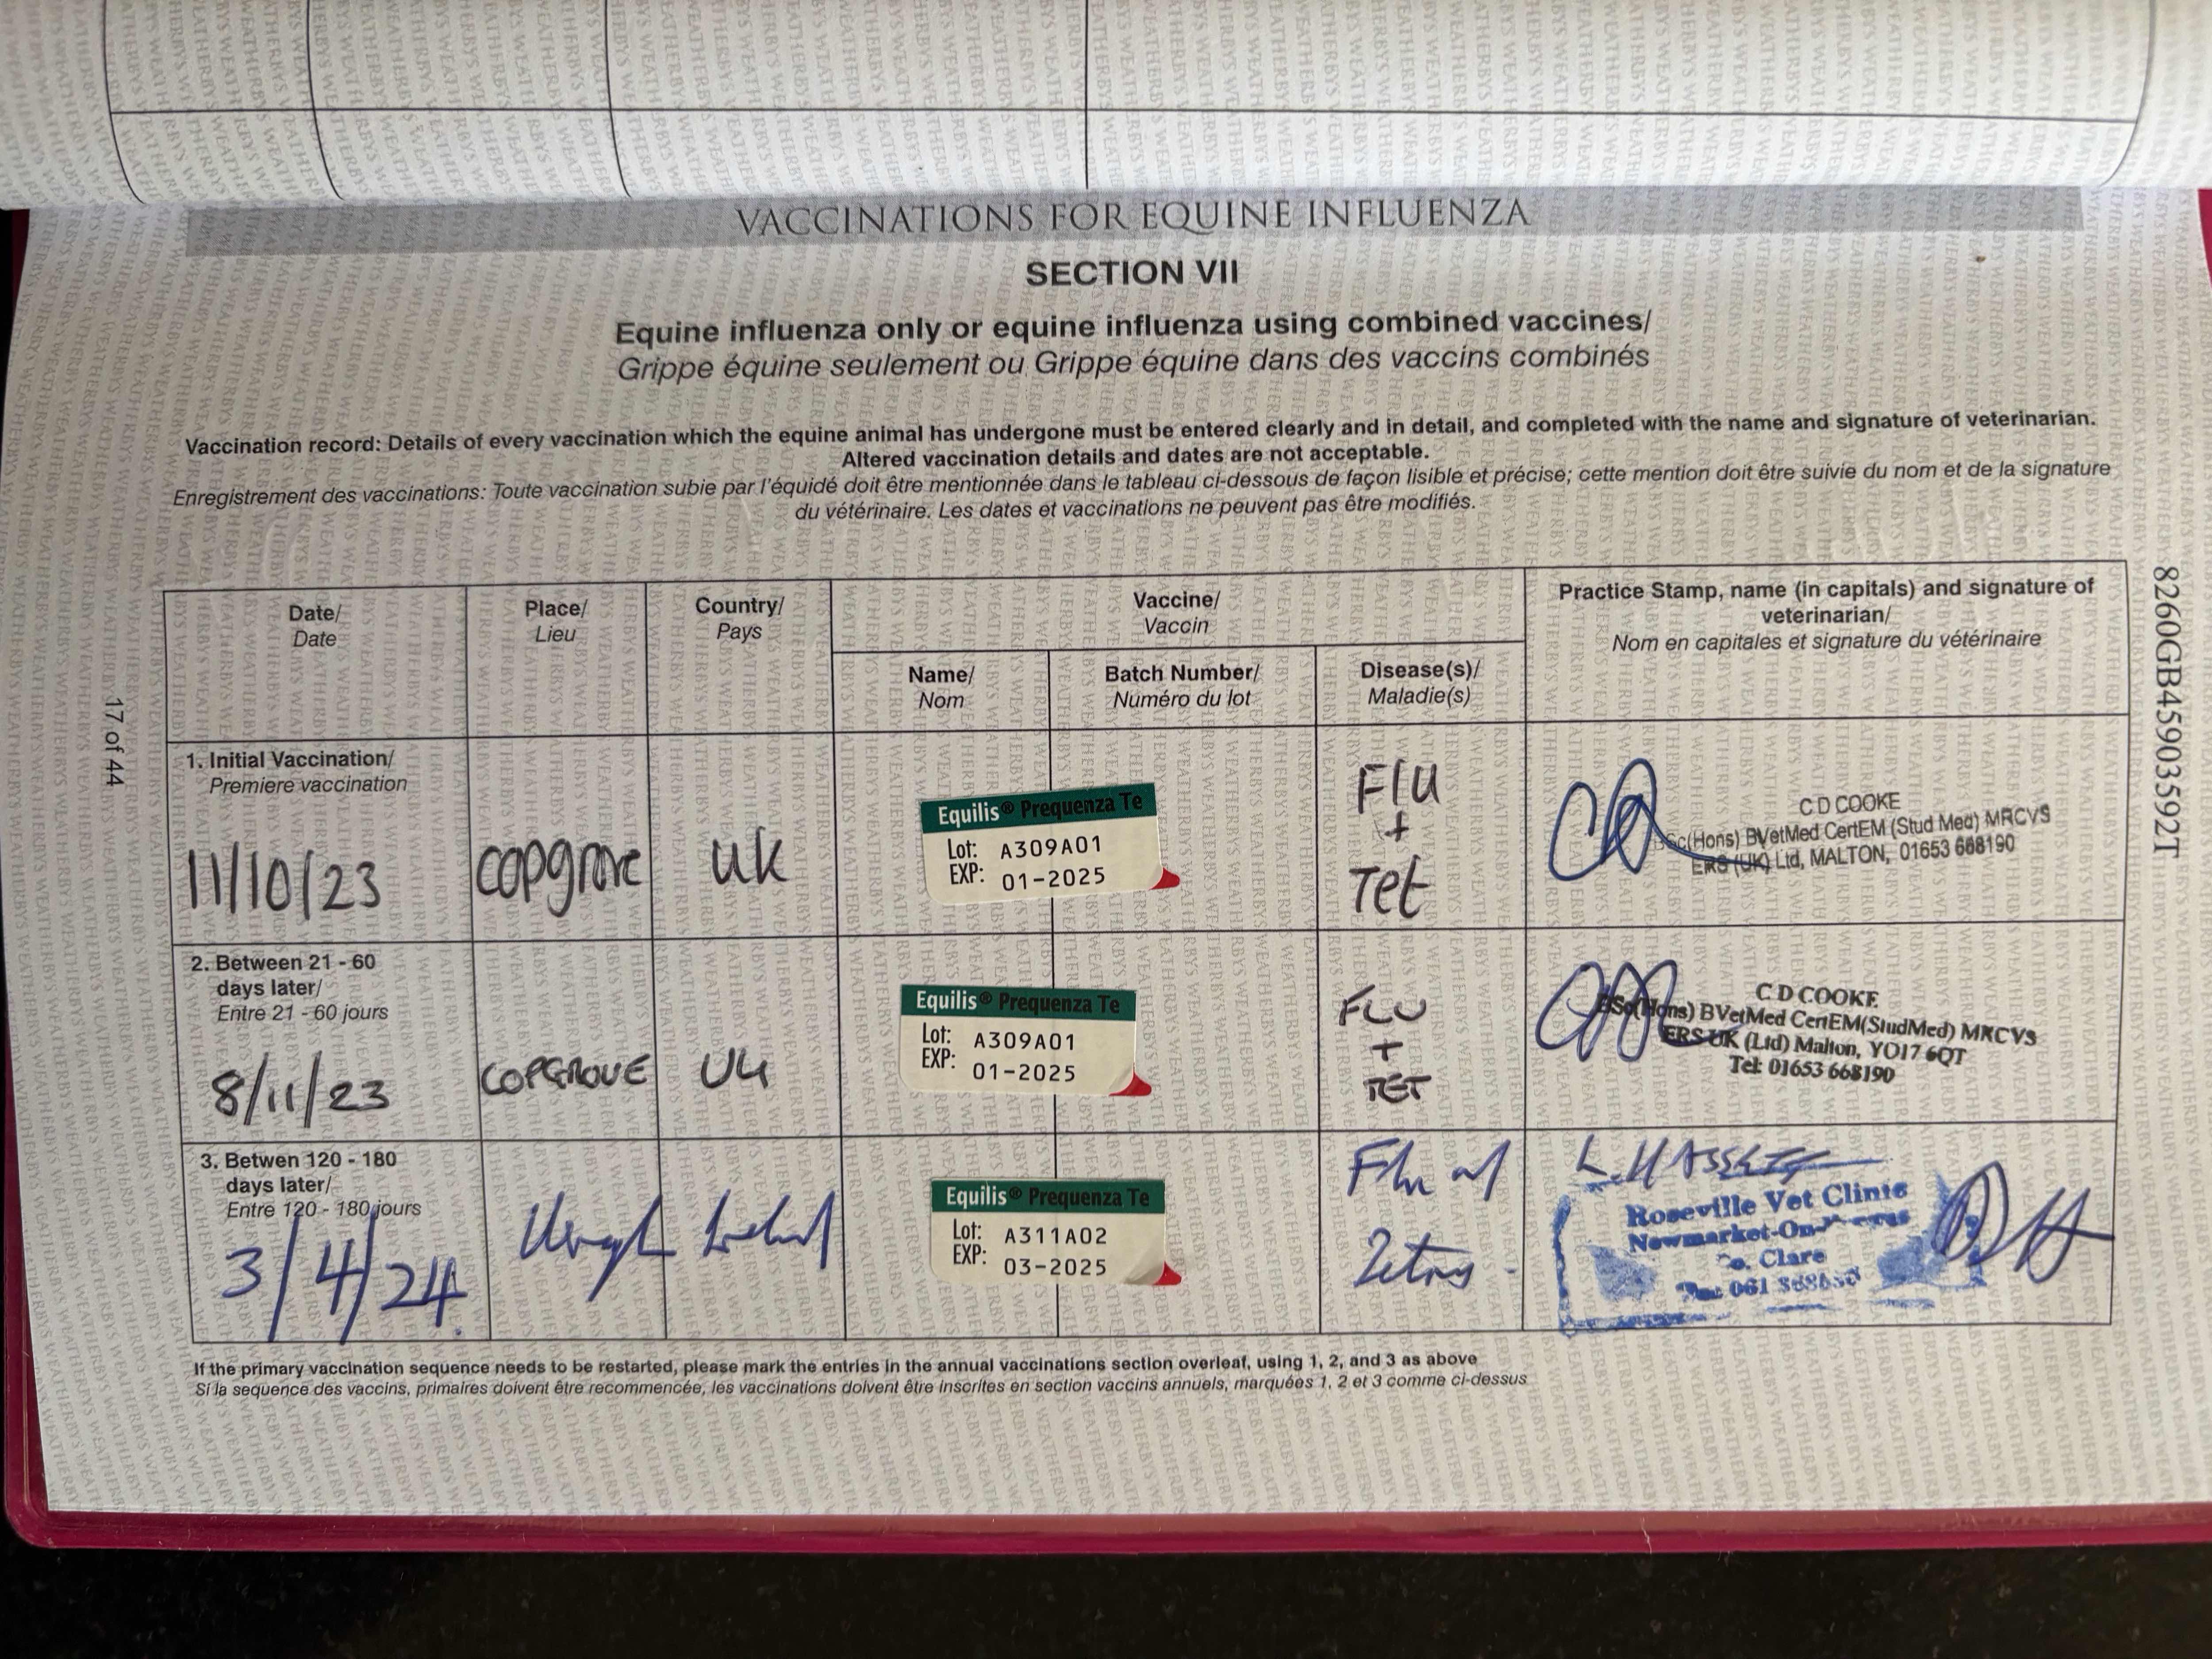 VACCINATIONS FOR EQUINE INFLUENZA
SECTION VII
Equine influenza only or equine influenza using combined vaccines/
Grippe équine seulement ou Grippe équine dans des vaccins combinés
Vaccination record: Details of every vaccination which the equine animal has undergone must be entered clearly and in detail, and completed with the name and signature of veterinarian.
Altered vaccination details and dates are not acceptable.
Enregistrement des vaccinations: Toute vaccination subie par l'équidé doit être mentionnée dans le tableau ci-dessous de façon lisible et précise; cette mention doit être suivie du nom et de la signature
du vétérinaire. Les dates et vaccinations ne peuvent pas être modifiés.
Date/
Date
Place/
Lieu
Country/
Pays
Vaccine/
Vaccin
Name/
Nom
Batch Number/
Numéro du lot
Disease(s)/
Maladie(s)
Practice Stamp, name (in capitals) and signature of
veterinarian/
Nom en capitales et signature du vétérinaire
1. Initial Vaccination/
Premiere vaccination
11/10/23
Copgrove
UK
Equilis® Prequenza Te
Lot: A309A01
EXP: 01-2025
Flu
+
Tet
C D COOKE
(Hons) BVetMed CertEM (Stud Med) MRCVS
ERS (UK) Ltd, MALTON, 01653 668190
2. Between 21 - 60
days later/
Entre 21 - 60 jours
8/11/23
COPGROVE
UK
Equilis® Prequenza Te
Lot: A309A01
EXP: 01-2025
FLU
+
TET
C D COOKE
BSc(Hons) BVetMed CertEM(StudMed) MRCVS
ERS UK (Ltd) Malton, YO17 6QT
Tel: 01653 668190
3. Betwen 120 - 180
days later/
Entre 120 - 180 jours
3/4/24
Ireland
Equilis® Prequenza Te
Lot: A311A02
EXP: 03-2025
Flu
Roseville Vet Clinic
Newmarket-On-Fergus
Co. Clare
061
If the primary vaccination sequence needs to be restarted, please mark the entries in the annual vaccinations section overleaf, using 1, 2, and 3 as above
Si la sequence des vaccins, primaires doivent être recommencée, les vaccinations doivent être inscrites en section vaccins annuels, marquées 1, 2 et 3 comme ci-dessus
17 of 44
8260GB45903592T
WEATHERBYS